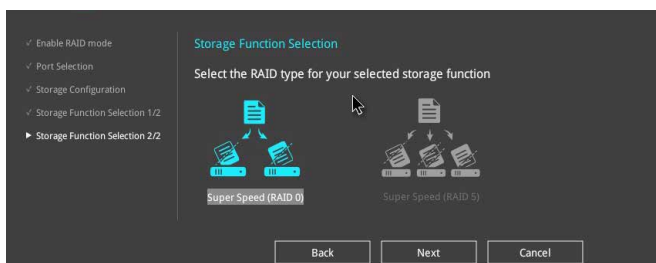 ✓ Enable RAID mode
✓ Port Selection
✓ Storage Configuration
✓ Storage Function Selection 1/2
► Storage Function Selection 2/2
Storage Function Selection
Select the RAID type for your selected storage function
Super Speed (RAID 0)
Super Speed (RAID 5)
Back
Next
Cancel